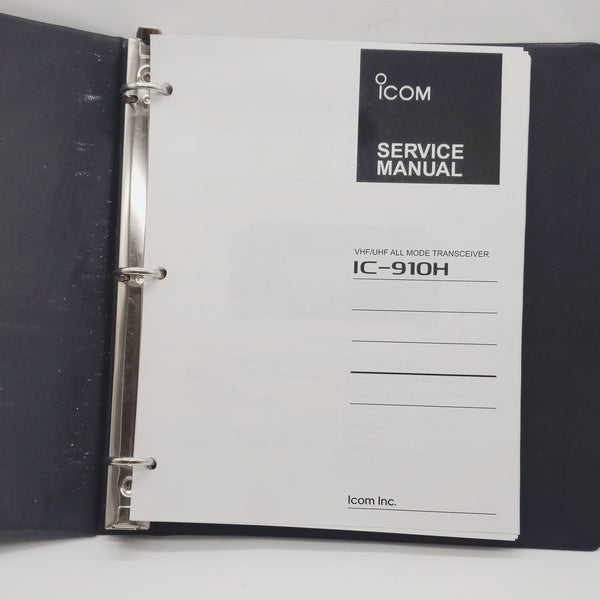 ICOM
SERVICE
MANUAL
VHF/UHF ALL MODE TRANSCEIVER
IC-910H
Icom Inc.